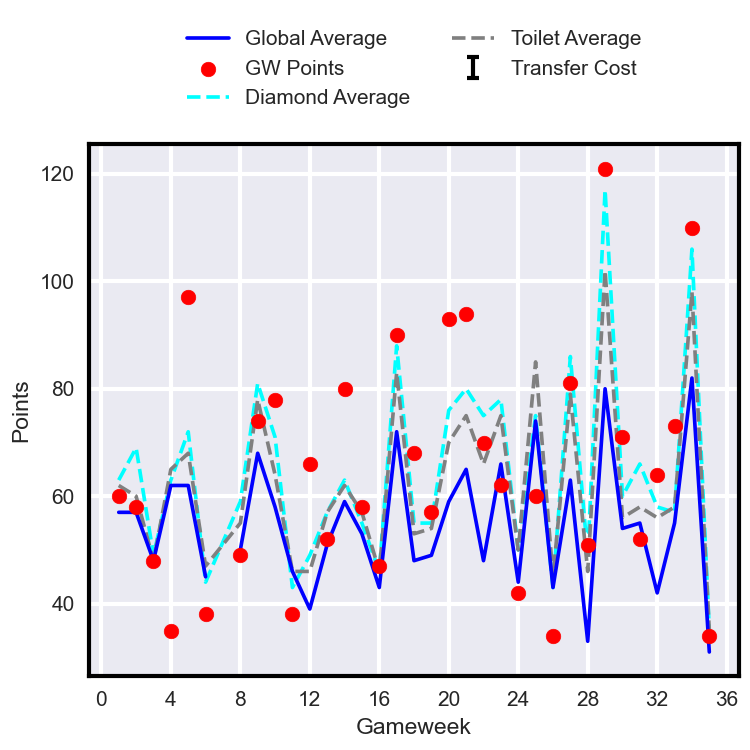 Global Average
GW Points
Diamond Average
Toilet Average
Transfer Cost
120
100
80
60
40
Points
0 4 8 12 16 20 24 28 32 36
Gameweek